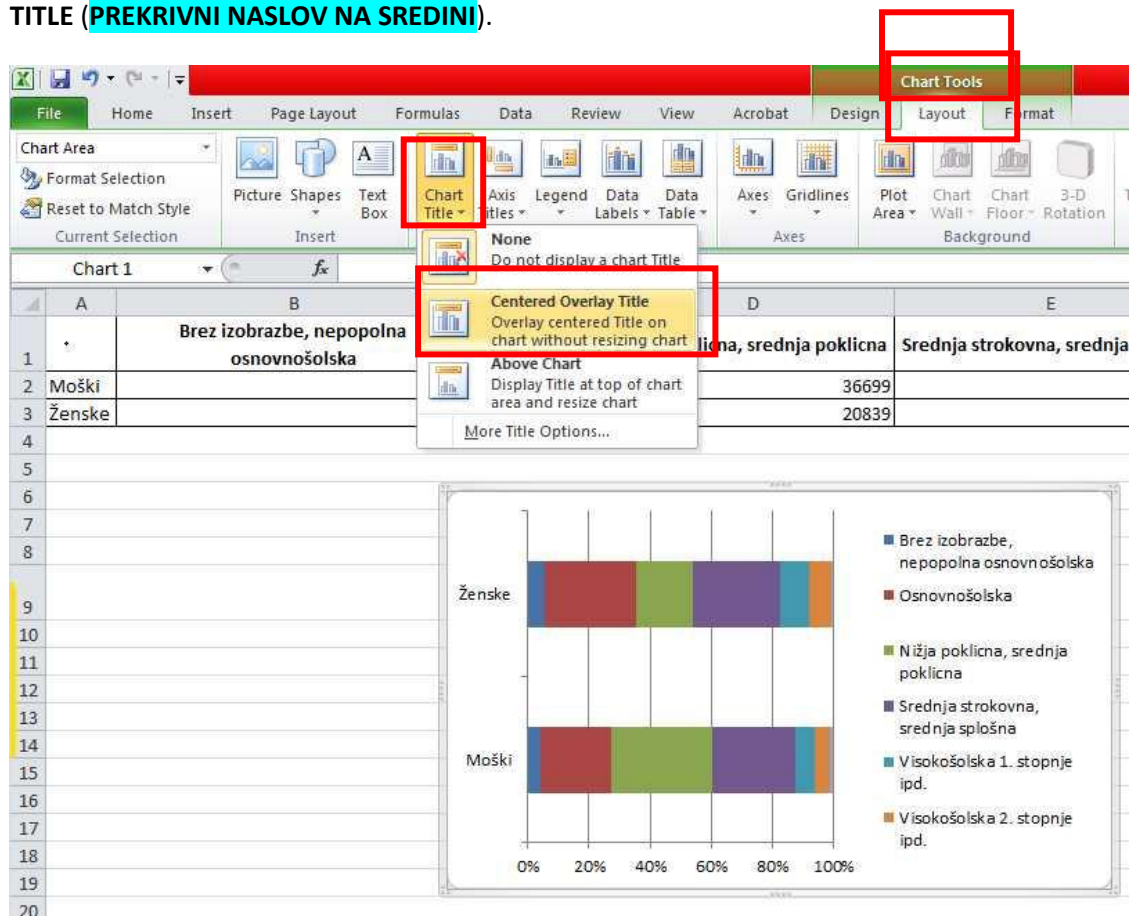 TITLE (PREKRIVNI NASLOV NA SREDINI).
Chart Tools
File Home Insert Page Layout Formulas Data Review View Acrobat Design Layout Format
Chart Area
Format Selection
Reset to Match Style
Current Selection
Picture Shapes Text Box
Insert
Chart Title Axis Titles Legend Data Labels Data Table
Axes Gridlines
Axes
Plot Area Chart Wall Chart Floor 3-D Rotation
Background
None
Do not display a chart Title
Centered Overlay Title
Overlay centered Title on
chart without resizing chart
Above Chart
Display Title at top of chart
area and resize chart
More Title Options...
Chart 1 fx
A B D E
1 Brez izobrazbe, nepopolna
osnovnošolska
srednja poklicna
Srednja strokovna, srednja
2 Moški 36699
3 Ženske 20839
4
5
6
7
8
9
10
11
12
13
14
15
16
17
18
19
20
Ženske
Moški
0% 20% 40% 60% 80% 100%
Brez izobrazbe,
nepopolna osnovnošolska
Osnovnošolska
Nižja poklicna, srednja
poklicna
Srednja strokovna,
srednja splošna
Visokošolska 1. stopnje
ipd.
Visokošolska 2. stopnje
ipd.